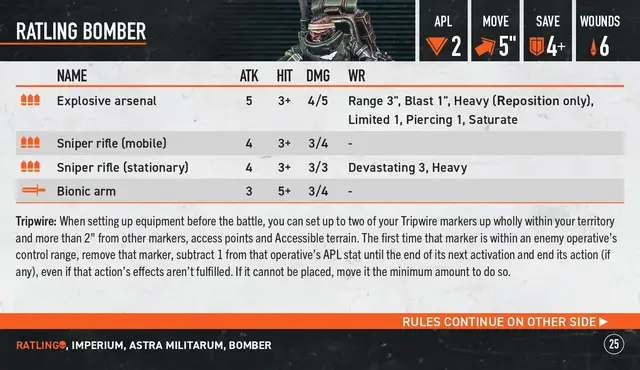 RATLING BOMBER
APL
2
MOVE
5"
SAVE
4+
WOUNDS
6
NAME ATK HIT DMG WR
Explosive arsenal 5 3+ 4/5 Range 3", Blast 1", Heavy (Reposition only),
Limited 1, Piercing 1, Saturate
Sniper rifle (mobile) 4 3+ 3/4 -
Sniper rifle (stationary) 4 3+ 3/3 Devastating 3, Heavy
Bionic arm 3 5+ 3/4 -
Tripwire: When setting up equipment before the battle, you can set up to two of your Tripwire markers up wholly within your territory
and more than 2" from other markers, access points and Accessible terrain. The first time that marker is within an enemy operative's
control range, remove that marker, subtract 1 from that operative's APL stat until the end of its next activation and end its action (if
any), even if that action's effects aren't fulfilled. If it cannot be placed, move it the minimum amount to do so.
RULES CONTINUE ON OTHER SIDE ▶
RATLING, IMPERIUM, ASTRA MILITARUM, BOMBER
25